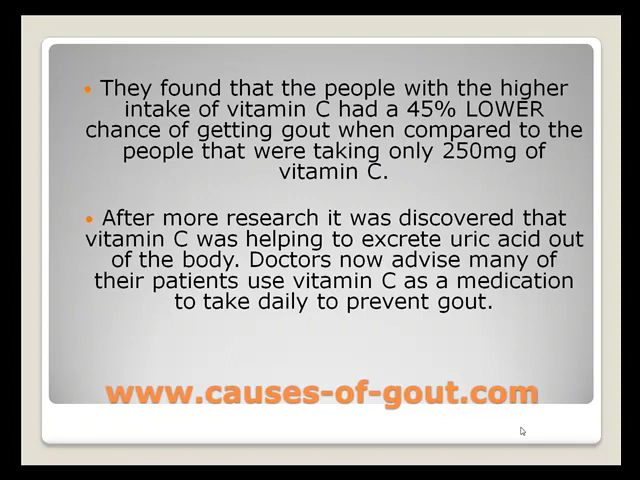 They found that the people with the higher
intake of vitamin C had a 45% LOWER
chance of getting gout when compared to the
people that were taking only 250mg of
vitamin C.
After more research it was discovered that
vitamin C was helping to excrete uric acid out
of the body. Doctors now advise many of
their patients use vitamin C as a medication
to take daily to prevent gout.
www.causes-of-gout.com